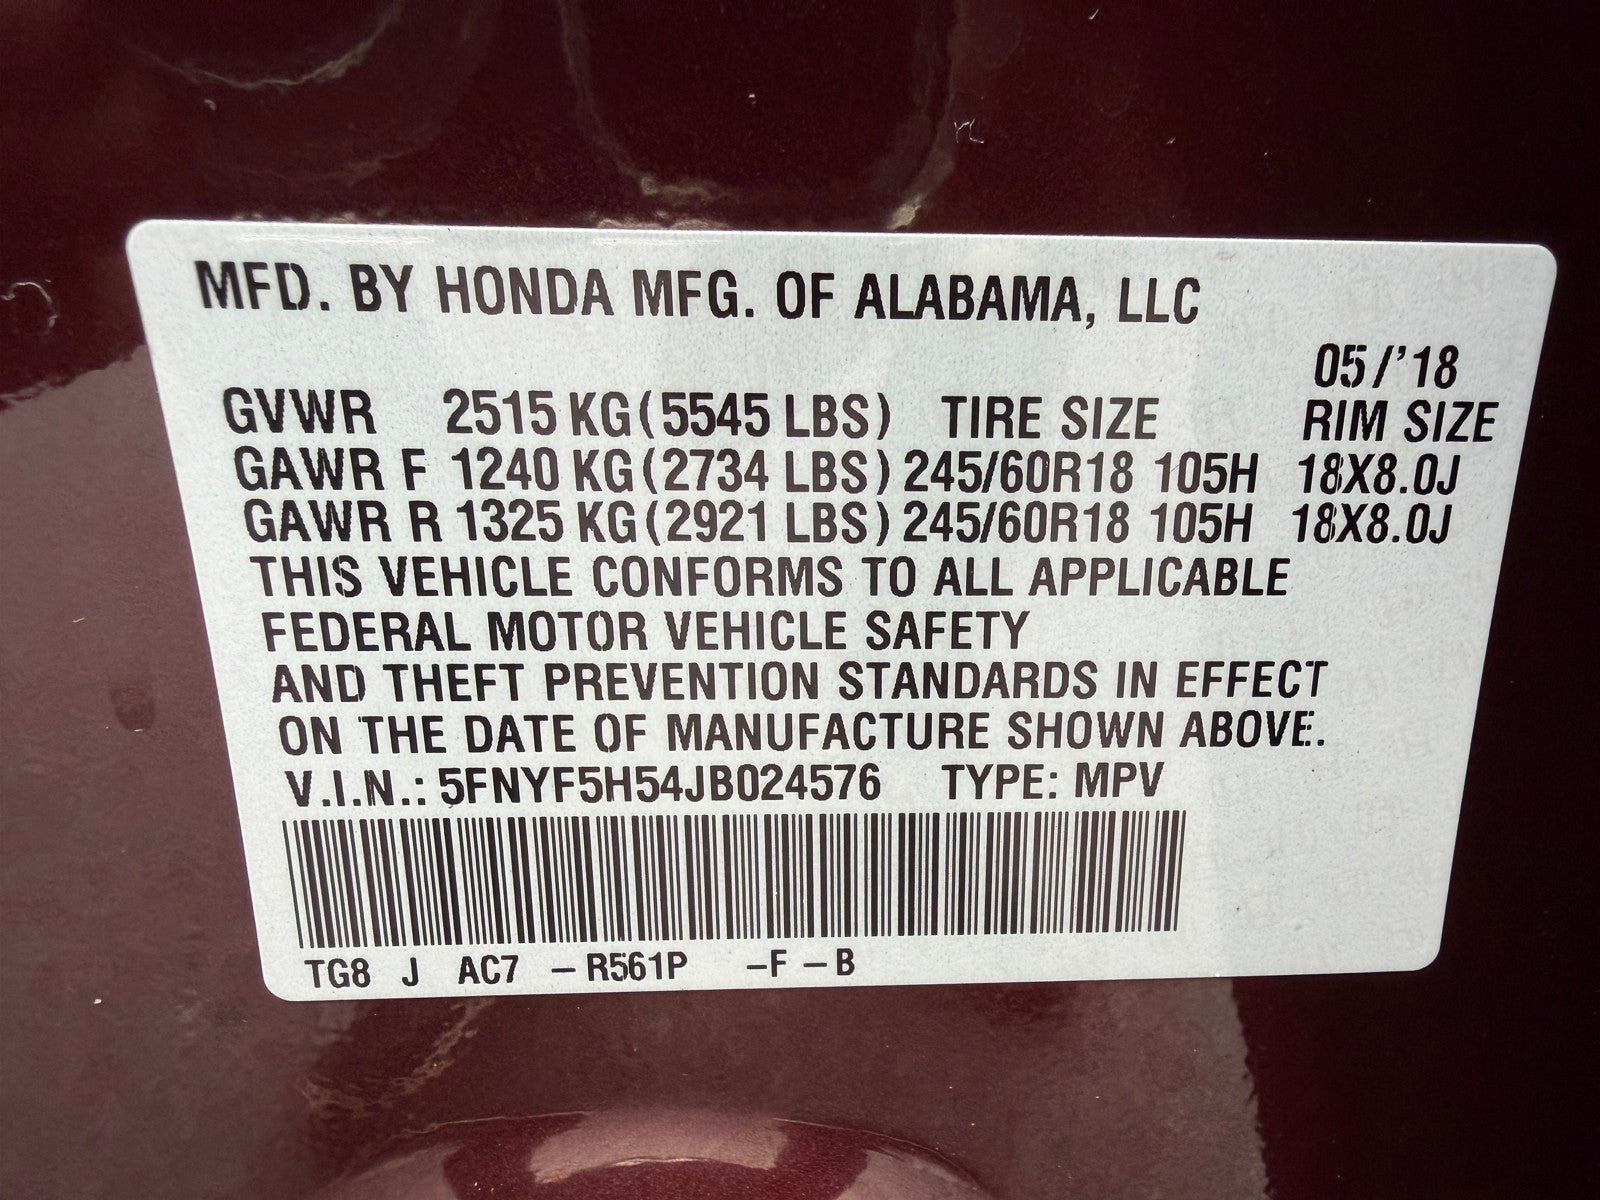 MFD. BY HONDA MFG. OF ALABAMA, LLC
05/'18
GVWR 2515 KG (5545 LBS) TIRE SIZE RIM SIZE
GAWR F 1240 KG (2734 LBS) 245/60R18 105H 18X8.0J
GAWR R 1325 KG (2921 LBS) 245/60R18 105H 18X8.0J
THIS VEHICLE CONFORMS TO ALL APPLICABLE
FEDERAL MOTOR VEHICLE SAFETY
AND THEFT PREVENTION STANDARDS IN EFFECT
ON THE DATE OF MANUFACTURE SHOWN ABOVE.
V.I.N.: 5FNYF5H54JB024576 TYPE: MPV
TG8 J AC7 – R561P –F – B